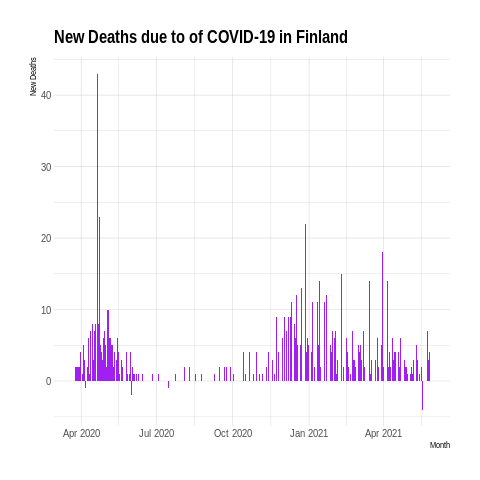 New Deaths due to of COVID-19 in Finland
New Deaths
40
30
20
10
0
Apr 2020 Jul 2020 Oct 2020 Jan 2021 Apr 2021
Month